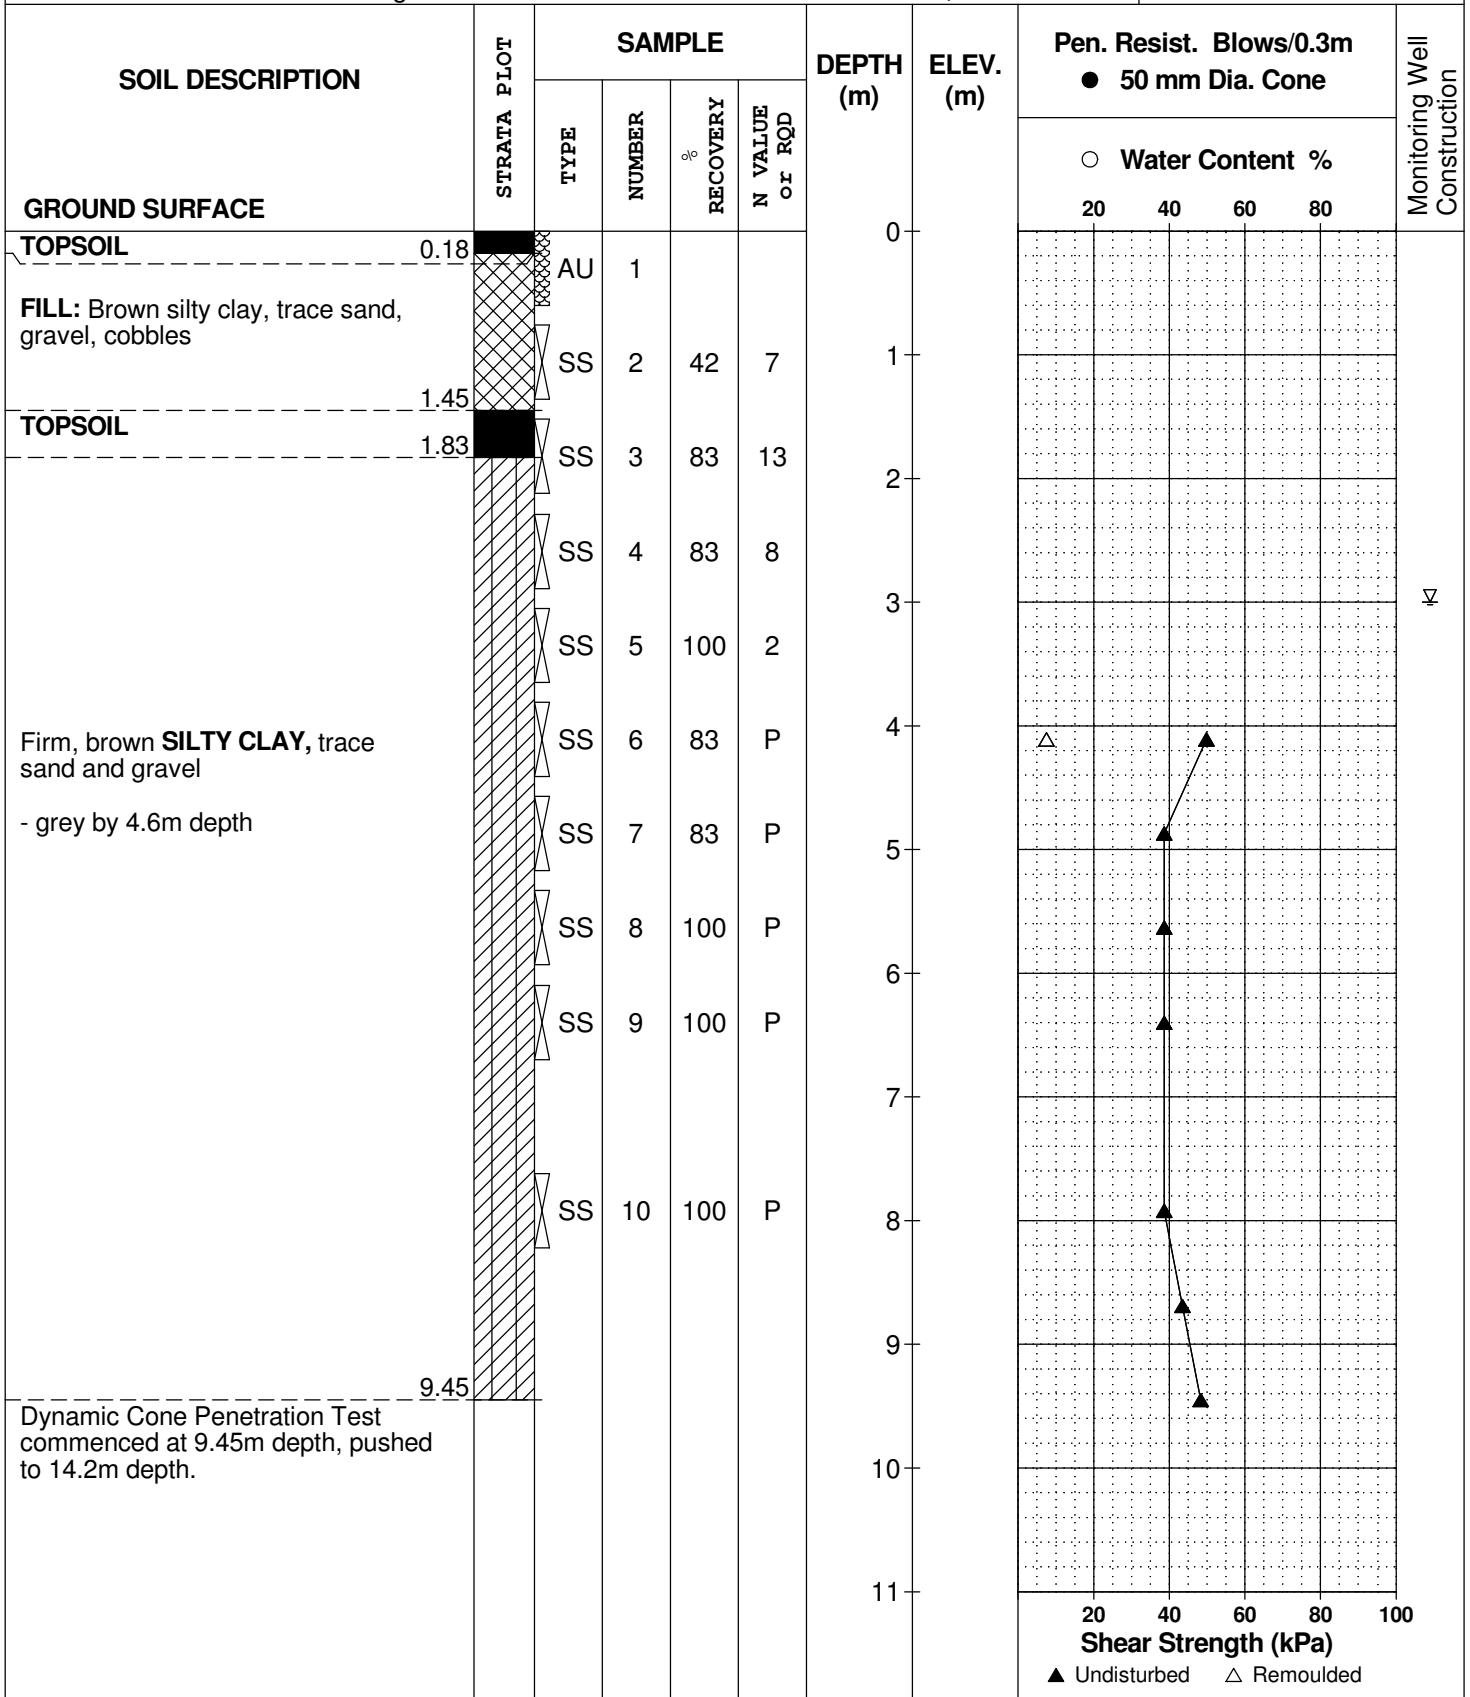 SOIL DESCRIPTION
GROUND SURFACE
STRATA PLOT
SAMPLE
TYPE
NUMBER
%
RECOVERY
N VALUE
or RQD
DEPTH
(m)
ELEV.
(m)
Pen. Resist. Blows/0.3m
● 50 mm Dia. Cone
○ Water Content %
20 40 60 80
Monitoring Well
Construction
TOPSOIL 0.18
FILL: Brown silty clay, trace sand,
gravel, cobbles
1.45
TOPSOIL
1.83
Firm, brown SILTY CLAY, trace
sand and gravel
- grey by 4.6m depth
9.45
Dynamic Cone Penetration Test
commenced at 9.45m depth, pushed
to 14.2m depth.
AU 1
SS 2 42 7
SS 3 83 13
SS 4 83 8
SS 5 100 2
SS 6 83 P
SS 7 83 P
SS 8 100 P
SS 9 100 P
SS 10 100 P
0
1
2
3
4
5
6
7
8
9
10
11
20 40 60 80 100
Shear Strength (kPa)
▲ Undisturbed △ Remoulded